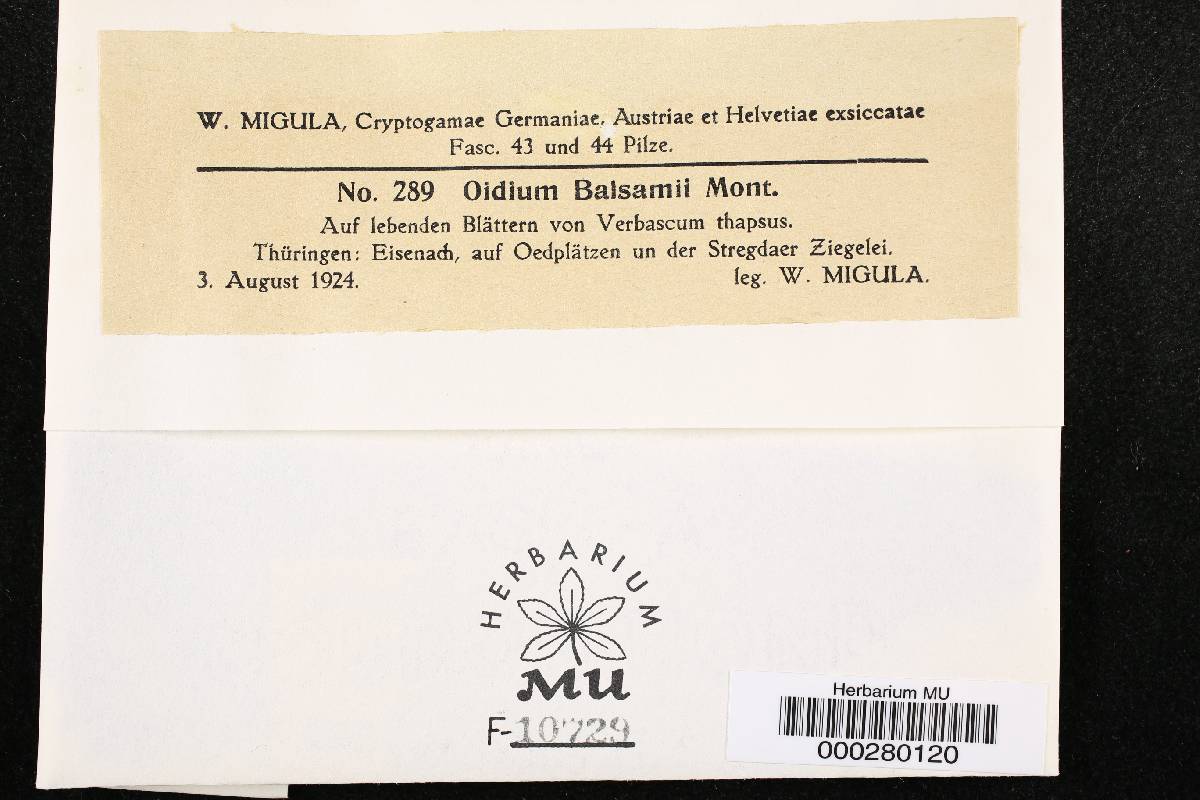 W. MIGULA, Cryptogamae Germaniae, Austriae et Helvetiae exsiccatae
Fasc. 43 und 44 Pilze.
No. 289 Oidium Balsamii Mont.
Auf lebenden Blättern von Verbascum thapsus.
Thüringen: Eisenach, auf Oedplätzen un der Stregdaer Ziegelei.
3. August 1924. leg. W. MIGULA.
HERBARIUM
MU
F-10729
Herbarium MU
000280120